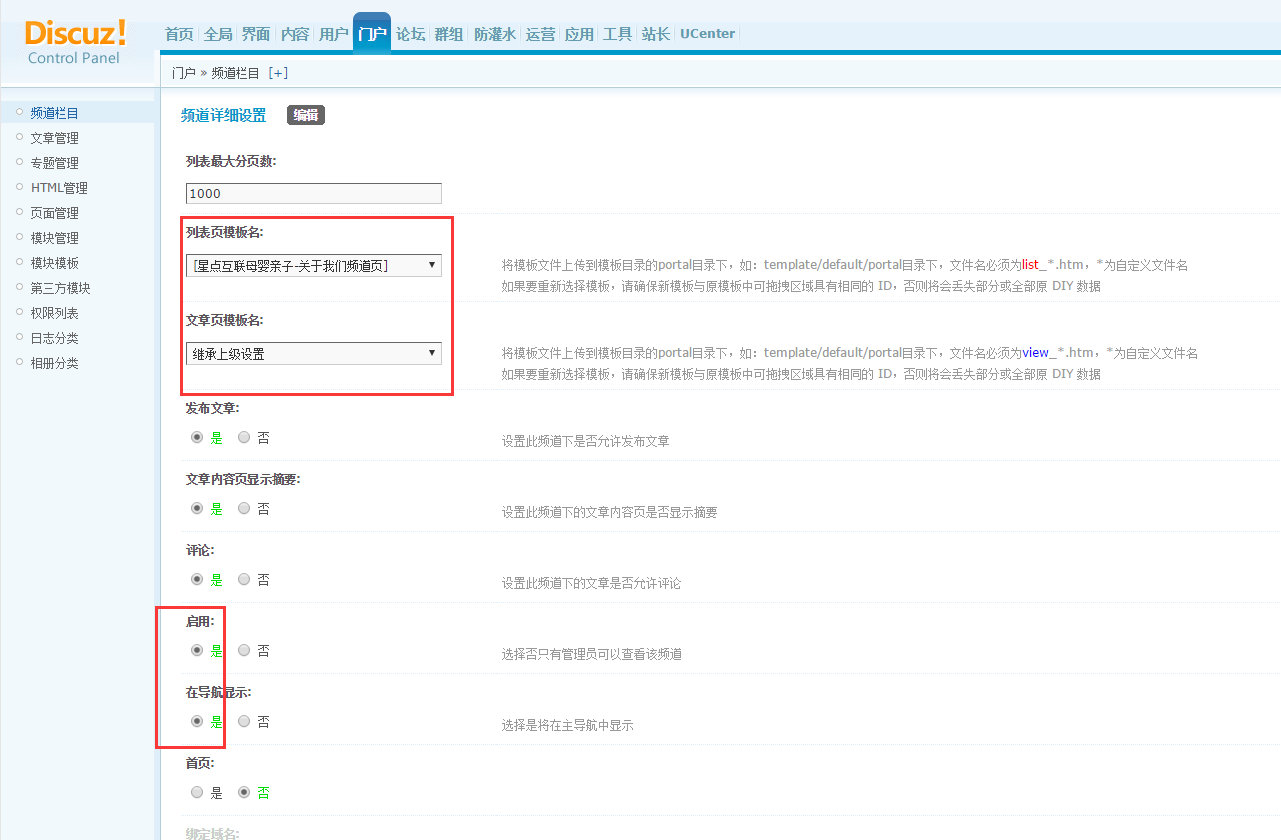 Discuz!
Control Panel
首页 全局 界面 内容 用户 门户 论坛 群组 防灌水 运营 应用 工具 站长 UCenter
门户 » 频道栏目 [+]
频道栏目
文章管理
专题管理
HTML管理
页面管理
模块管理
模块模板
第三方模块
权限列表
日志分类
相册分类
频道详细设置 编辑
列表最大分页数:
1000
列表页模板名:
[星点互联母婴亲子-关于我们频道页]
将模板文件上传到模板目录的portal目录下，如：template/default/portal目录下，文件名必须为list_*.htm，*为自定义文件名
如果要重新选择模板，请确保新模板与原模板中可拖拽区域具有相同的 ID，否则将会丢失部分或全部原 DIY 数据
文章页模板名:
继承上级设置
将模板文件上传到模板目录的portal目录下，如：template/default/portal目录下，文件名必须为view_*.htm，*为自定义文件名
如果要重新选择模板，请确保新模板与原模板中可拖拽区域具有相同的 ID，否则将会丢失部分或全部原 DIY 数据
发布文章:
是 否
设置此频道下是否允许发布文章
文章内容页显示摘要:
是 否
设置此频道下的文章内容页是否显示摘要
评论:
是 否
设置此频道下的文章是否允许评论
启用:
是 否
选择否只有管理员可以查看该频道
在导航显示:
是 否
选择是将在主导航中显示
首页:
是 否
绑定域名: